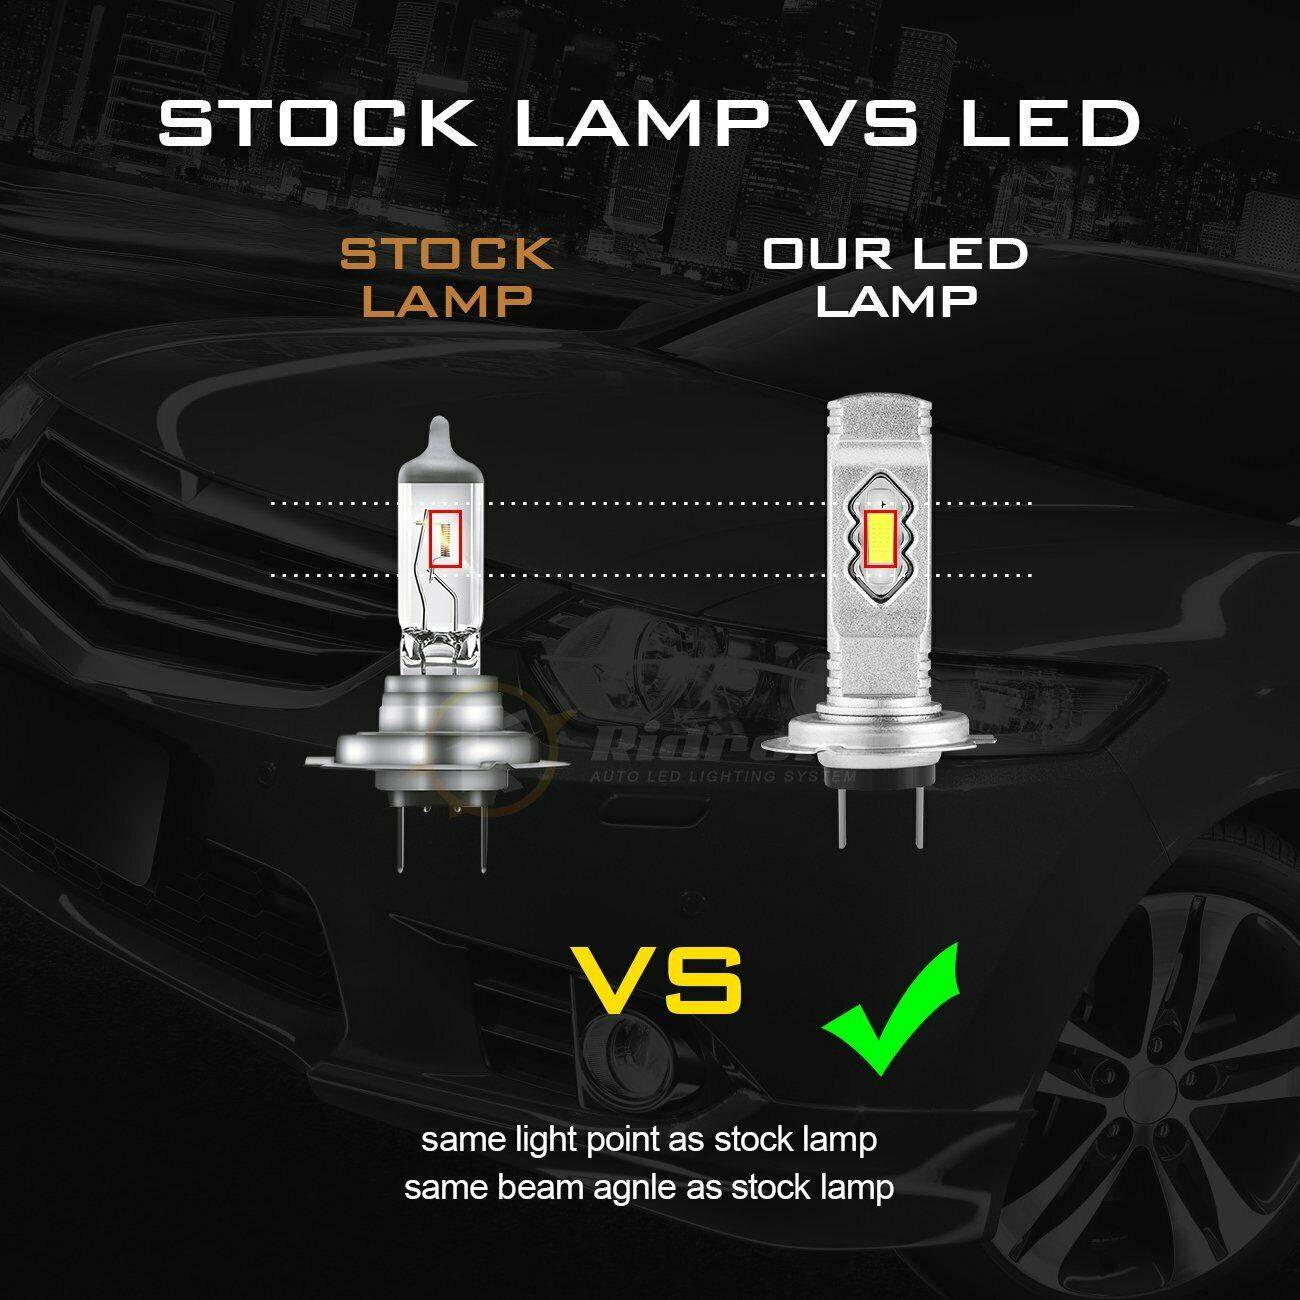 STOCK LAMP VS LED
STOCK
LAMP
OUR LED
LAMP
AUTO LED LIGHTING SYSTEM
VS
same light point as stock lamp
same beam agnle as stock lamp